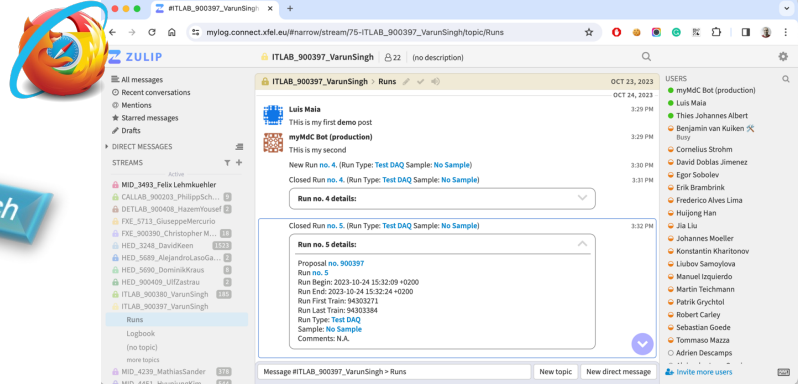 #ITLAB_900397_VarunSingh
mylog.connect.xfel.eu/#narrow/stream/75-ITLAB_900397_VarunSingh/topic/Runs
ZULIP
ITLAB_900397_VarunSingh
22
(no description)
All messages
Recent conversations
@ Mentions
Starred messages
Drafts
DIRECT MESSAGES
STREAMS
Active
MID_3493_Felix Lehmkuehler
CALLAB_900203_PhilippSch... 5
DETLAB_900408_HazemYousef 2
FXE_5713_GiuseppeMercurio
FXE_900390_Christopher M... 18
HED_3248_DavidKeen 1523
HED_5689_AlejandroLasoGa... 2
HED_5690_DominikKraus 8
HED_900409_UlfZastrau 2
ITLAB_900380_VarunSingh 185
ITLAB_900397_VarunSingh
Runs
Logbook
(no topic)
more topics
MID_4239_MathiasSander 378
ch
ITLAB_900397_VarunSingh > Runs
OCT 23, 2023
OCT 24, 2023
Luis Maia 3:29 PM
THis is my first demo post
myMdC Bot (production) 3:29 PM
THis is my second
New Run no. 4. (Run Type: Test DAQ Sample: No Sample) 3:30 PM
Closed Run no. 4. (Run Type: Test DAQ Sample: No Sample) 3:31 PM
Run no. 4 details:
Closed Run no. 5. (Run Type: Test DAQ Sample: No Sample) 3:32 PM
Run no. 5 details:
Proposal no. 900397
Run no. 5
Run Begin: 2023-10-24 15:32:09 +0200
Run End: 2023-10-24 15:32:24 +0200
Run First Train: 94303271
Run Last Train: 94303384
Run Type: Test DAQ
Sample: No Sample
Comments: N.A.
Message #ITLAB_900397_VarunSingh > Runs
New topic
New direct message
USERS
myMdC Bot (production)
Luis Maia
Thies Johannes Albert
Benjamin van Kuiken
Busy
Cornelius Strohm
David Doblas Jimenez
Egor Sobolev
Erik Brambrink
Frederico Alves Lima
Huijong Han
Jia Liu
Johannes Moeller
Konstantin Kharitonov
Liubov Samoylova
Manuel Izquierdo
Martin Teichmann
Patrik Grychtol
Robert Carley
Sebastian Goede
Tommaso Mazza
Adrien Descamps
Invite more users